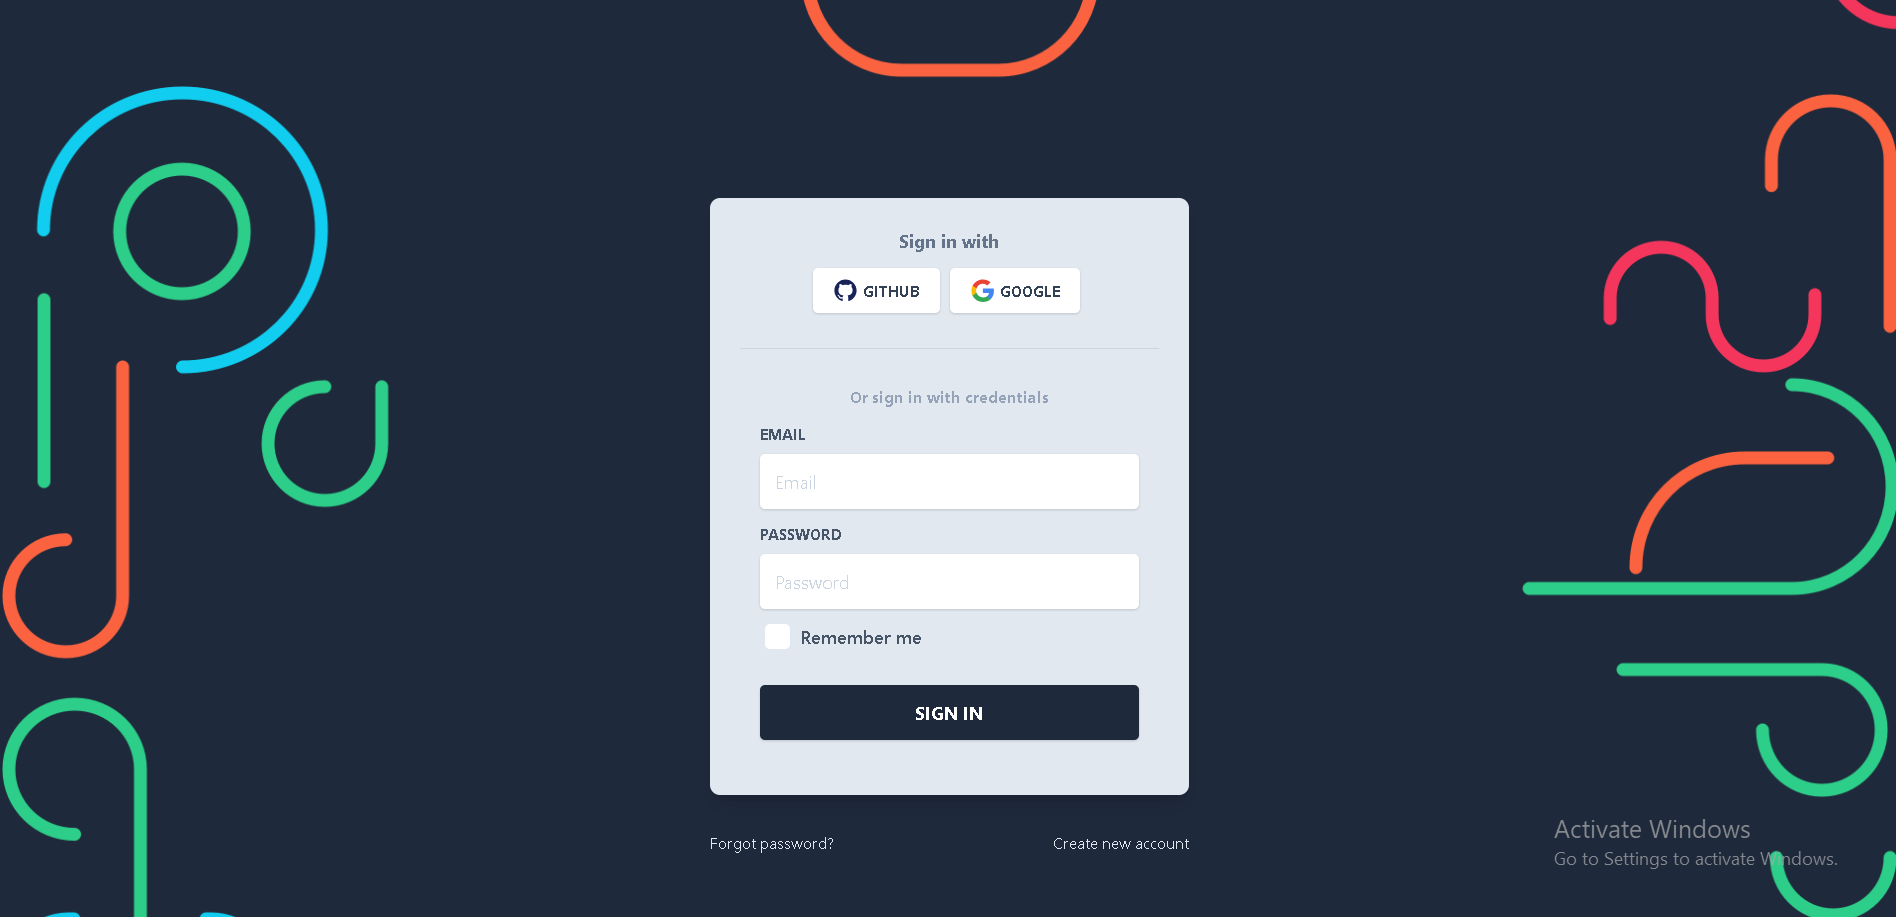 Sign in with
GITHUB GOOGLE
Or sign in with credentials
EMAIL
Email
PASSWORD
Password
Remember me
SIGN IN
Forgot password? Create new account
Activate Windows
Go to Settings to activate Windows.